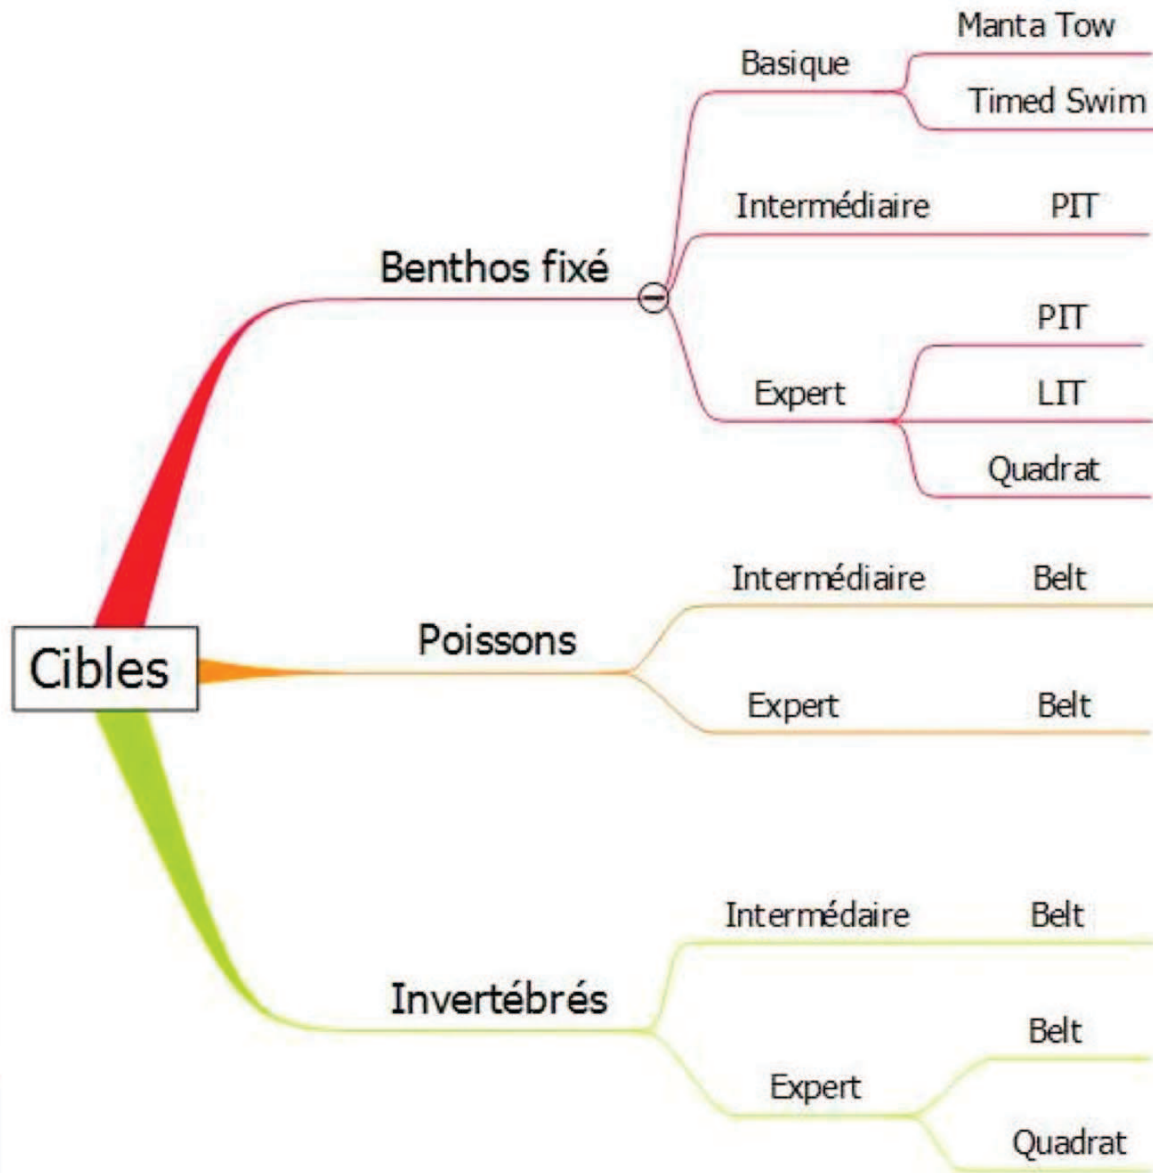 Cibles
Benthos fixé
Basique
Manta Tow
Timed Swim
Intermédiaire
PIT
Expert
PIT
LIT
Quadrat
Poissons
Intermédiaire
Belt
Expert
Belt
Invertébrés
Intermédaire
Belt
Expert
Belt
Quadrat